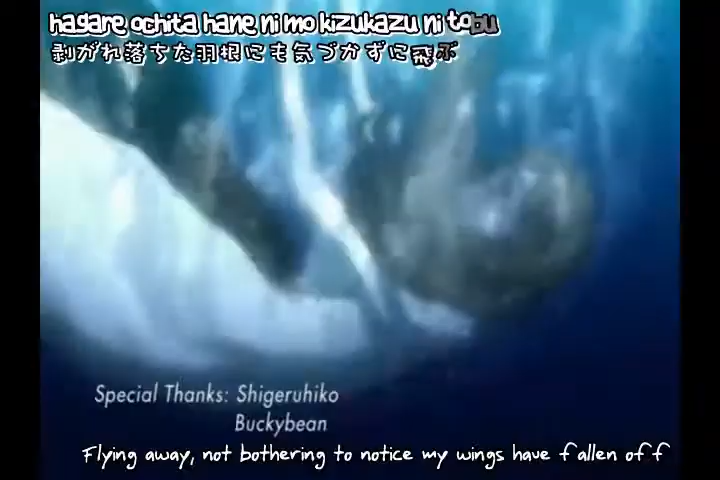 hagare ochita hane ni mo kizukazu ni tobu
剥がれ落ちた羽根にも気づかずに飛ぶ
Special Thanks: Shigeruhiko
Buckybean
Flying away, not bothering to notice my wings have fallen off